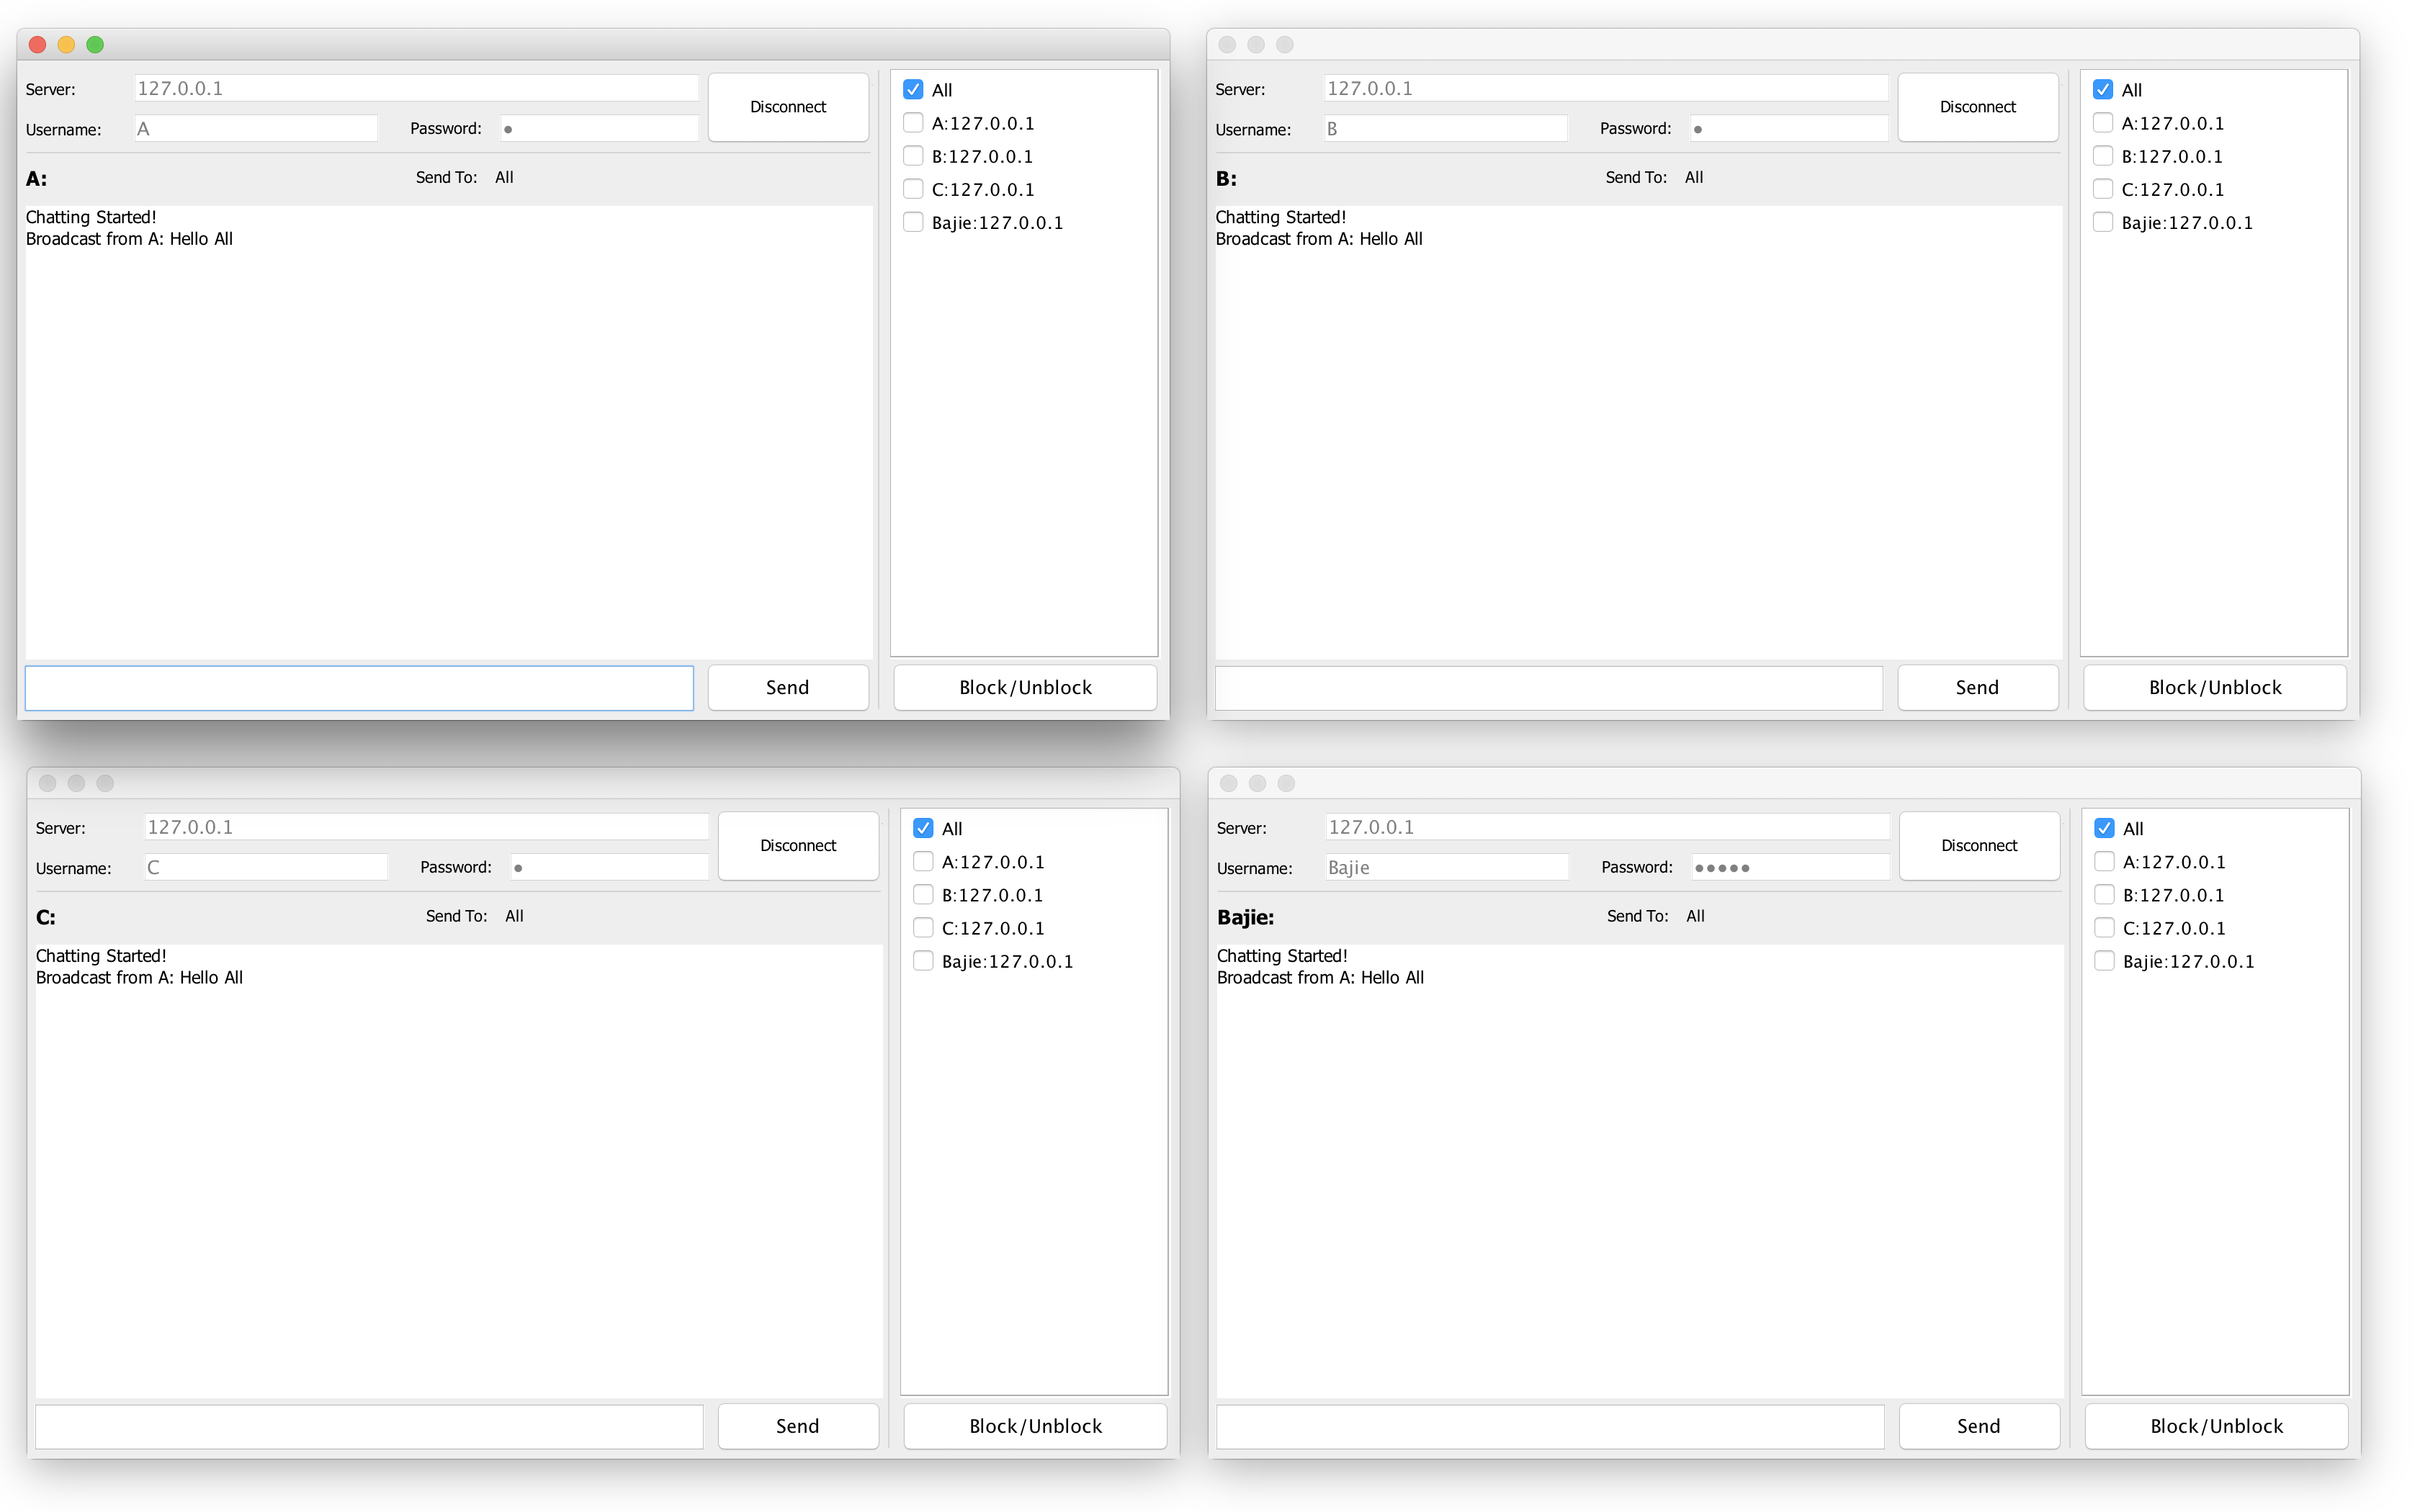 Server: 127.0.0.1 Disconnect
Username: A Password: ●
A: Send To: All
Chatting Started!
Broadcast from A: Hello All
Send
All
A:127.0.0.1
B:127.0.0.1
C:127.0.0.1
Bajie:127.0.0.1
Block/Unblock
Server: 127.0.0.1 Disconnect
Username: B Password: ●
B: Send To: All
Chatting Started!
Broadcast from A: Hello All
Send
All
A:127.0.0.1
B:127.0.0.1
C:127.0.0.1
Bajie:127.0.0.1
Block/Unblock
Server: 127.0.0.1 Disconnect
Username: C Password: ●
C: Send To: All
Chatting Started!
Broadcast from A: Hello All
Send
All
A:127.0.0.1
B:127.0.0.1
C:127.0.0.1
Bajie:127.0.0.1
Block/Unblock
Server: 127.0.0.1 Disconnect
Username: Bajie Password: ●●●●●
Bajie: Send To: All
Chatting Started!
Broadcast from A: Hello All
Send
All
A:127.0.0.1
B:127.0.0.1
C:127.0.0.1
Bajie:127.0.0.1
Block/Unblock